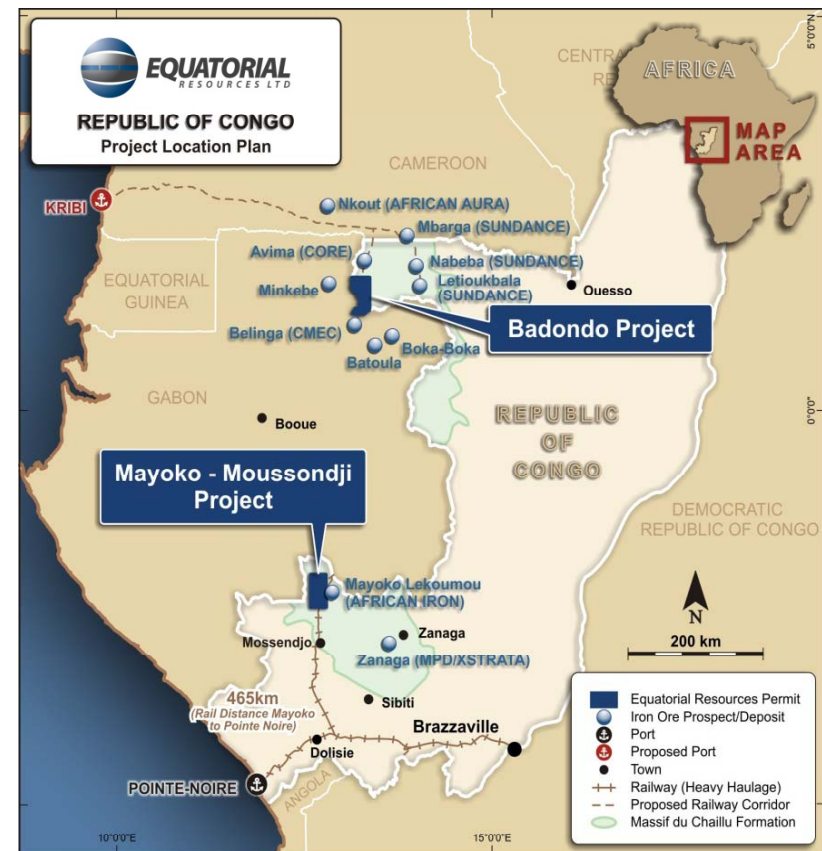 EQUATORIAL
RESOURCES LTD
REPUBLIC OF CONGO
Project Location Plan
AFRICA
MAP
AREA
CENTRA
RE
CAMEROON
KRIBI
Nkout (AFRICAN AURA)
Mbarga (SUNDANCE)
Avima (CORE)
Nabeba (SUNDANCE)
EQUATORIAL
GUINEA
Minkebe
Letioukbala
(SUNDANCE)
Ouesso
Badondo Project
Belinga (CMEC)
Boka-Boka
Batoula
GABON
Booue
REPUBLIC
OF
CONGO
Mayoko - Moussondji
Project
DEMOCRATIC
REPUBLIC OF CONGO
Mayoko Lekoumou
(AFRICAN IRON)
N
200 km
Mossendjo
Zanaga
Zanaga (MPD/XSTRATA)
465km
(Rail Distance Mayoko
to Pointe Noire)
Sibiti
Brazzaville
Dolisie
POINTE-NOIRE
ANGOLA
Equatorial Resources Permit
Iron Ore Prospect/Deposit
Port
Proposed Port
Town
Railway (Heavy Haulage)
Proposed Railway Corridor
Massif du Chaillu Formation
10°0'0"E
15°0'0"E
5°0'0"N
0°0'0"